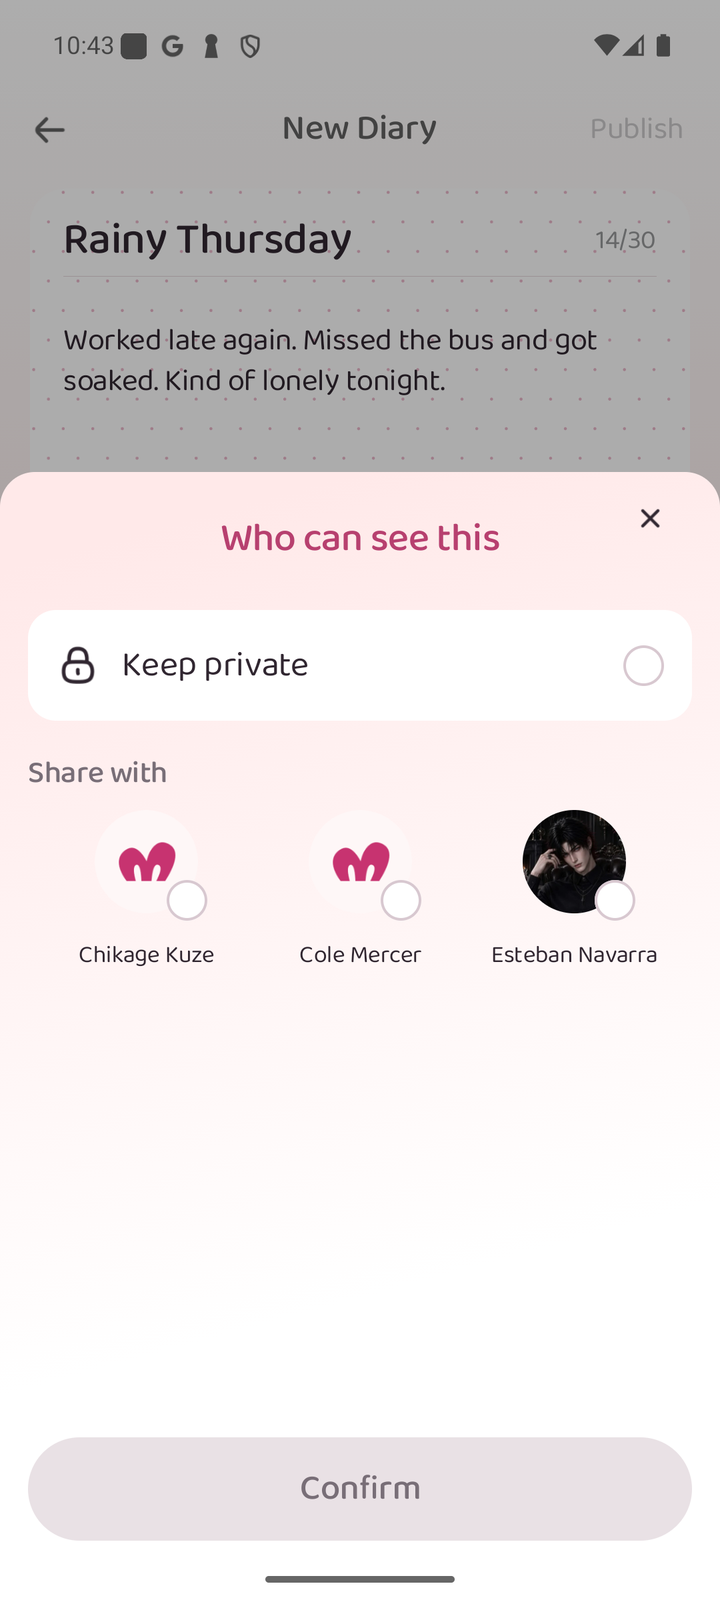 10:43
New Diary
Publish
Rainy Thursday
14/30
Worked late again. Missed the bus and got
soaked. Kind of lonely tonight.
Who can see this
Keep private
Share with
Chikage Kuze
Cole Mercer
Esteban Navarra
Confirm